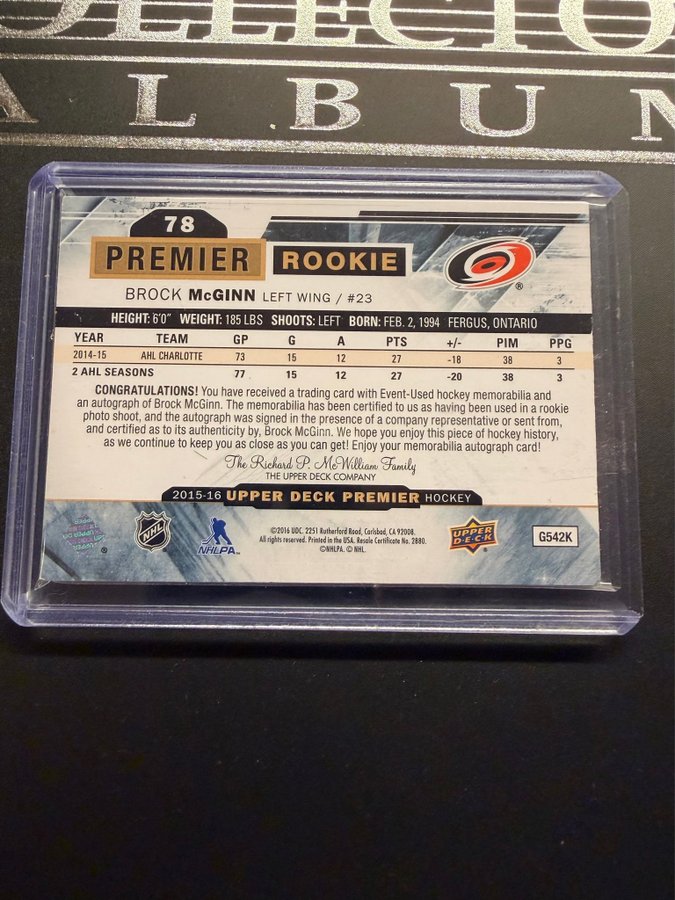 OLLECTO
ALBUM
78
PREMIER ROOKIE
BROCK McGINN LEFT WING / #23
HEIGHT: 6'0" WEIGHT: 185 LBS SHOOTS: LEFT BORN: FEB. 2, 1994 FERGUS, ONTARIO
YEAR TEAM GP G A PTS +/- PIM PPG
2014-15 AHL CHARLOTTE 73 15 12 27 -18 38 3
2 AHL SEASONS 77 15 12 27 -20 38 3
CONGRATULATIONS! You have received a trading card with Event-Used hockey memorabilia and
an autograph of Brock McGinn. The memorabilia has been certified to us as having been used in a rookie
photo shoot, and the autograph was signed in the presence of a company representative or sent from,
and certified as to its authenticity by, Brock McGinn. We hope you enjoy this piece of hockey history,
as we continue to keep you as close as you can get! Enjoy your memorabilia autograph card!
The Richard P. McWilliam Family
THE UPPER DECK COMPANY
2015-16 UPPER DECK PREMIER HOCKEY
NHL
NHLPA
©2016 UDC. 2251 Rutherford Road, Carlsbad, CA 92008.
All rights reserved. Printed in the USA. Resale Certificate No. 2880.
©NHLPA. © NHL.
UPPER DECK
G542K